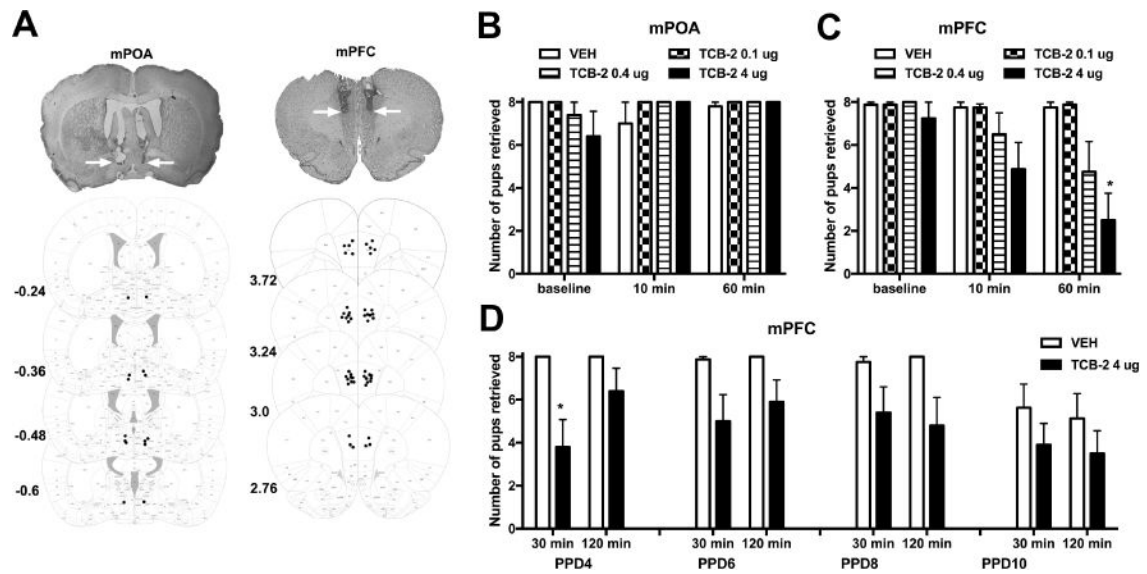 A
mPOA
mPFC
-0.24
-0.36
-0.48
-0.6
3.72
3.24
3.0
2.76
B
mPOA
VEH
TCB-2 0.1 ug
TCB-2 0.4 ug
TCB-2 4 ug
Number of pups retrieved
8
6
4
2
0
baseline
10 min
60 min
C
mPFC
VEH
TCB-2 0.1 ug
TCB-2 0.4 ug
TCB-2 4 ug
Number of pups retrieved
8
6
4
2
0
*
baseline
10 min
60 min
D
mPFC
VEH
TCB-2 4 ug
Number of pups retrieved
8
6
4
2
0
*
30 min 120 min 30 min 120 min 30 min 120 min 30 min 120 min
PPD4 PPD6 PPD8 PPD10